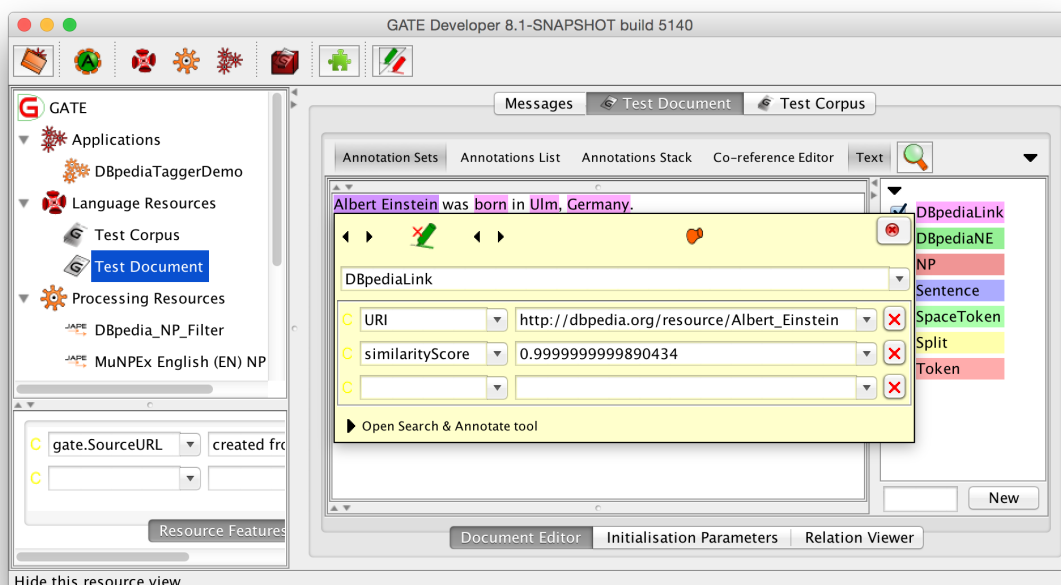 GATE Developer 8.1-SNAPSHOT build 5140
GATE
Applications
DBpediaTaggerDemo
Language Resources
Test Corpus
Test Document
Processing Resources
JAPE DBpedia_NP_Filter
JAPE MuNPEx English (EN) NP
C gate.SourceURL created fro
C
Resource Features
Hide this resource view
Messages Test Document Test Corpus
Annotation Sets Annotations List Annotations Stack Co-reference Editor Text
Albert Einstein was born in Ulm, Germany.
DBpediaLink
C URI http://dbpedia.org/resource/Albert_Einstein
C similarityScore 0.9999999999890434
C
Open Search & Annotate tool
DBpediaLink
DBpediaNE
NP
Sentence
SpaceToken
Split
Token
New
Document Editor Initialisation Parameters Relation Viewer